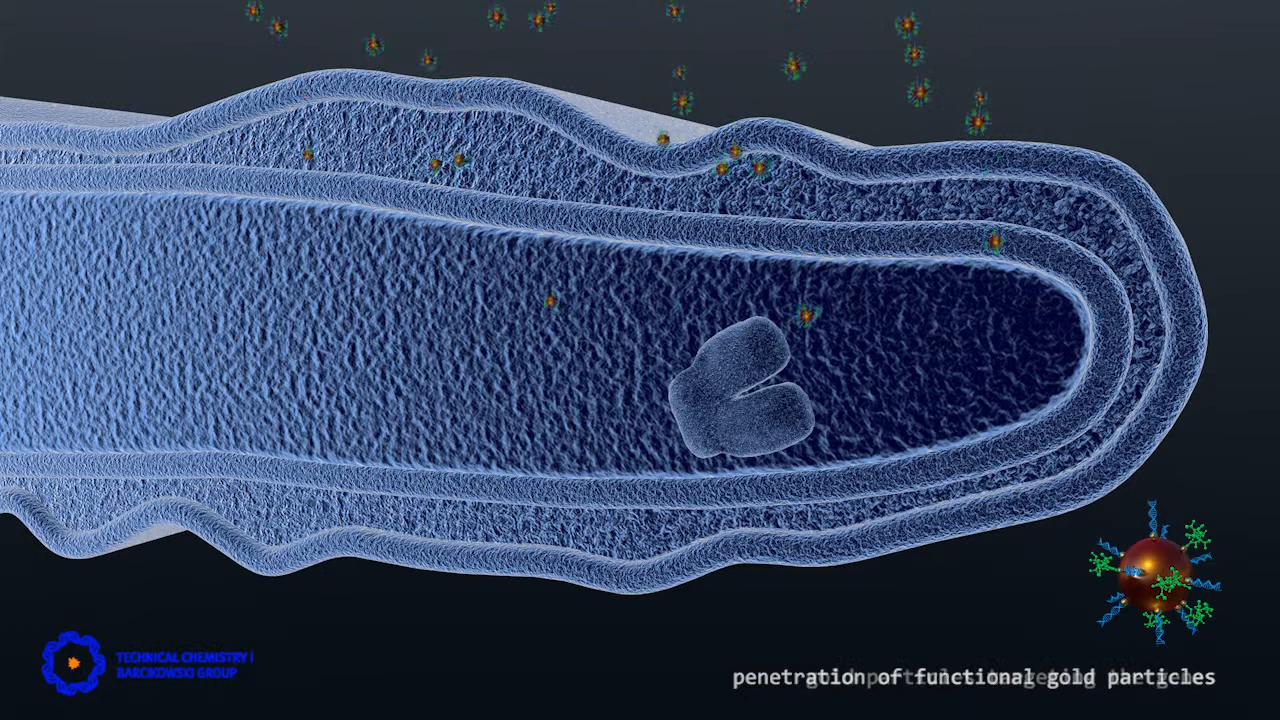 TECHNICAL CHEMISTRY I
BARCIKOWSKI GROUP
penetration of functional gold particles